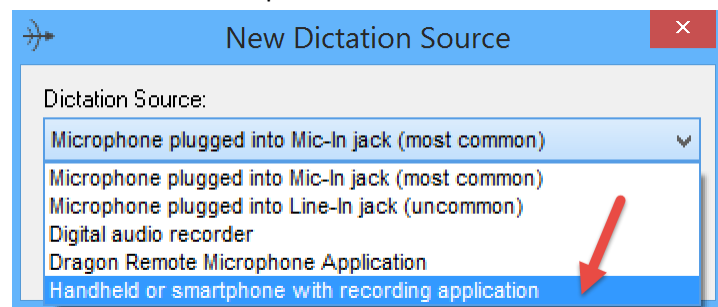 New Dictation Source
Dictation Source:
Microphone plugged into Mic-In jack (most common)
Microphone plugged into Mic-In jack (most common)
Microphone plugged into Line-In jack (uncommon)
Digital audio recorder
Dragon Remote Microphone Application
Handheld or smartphone with recording application